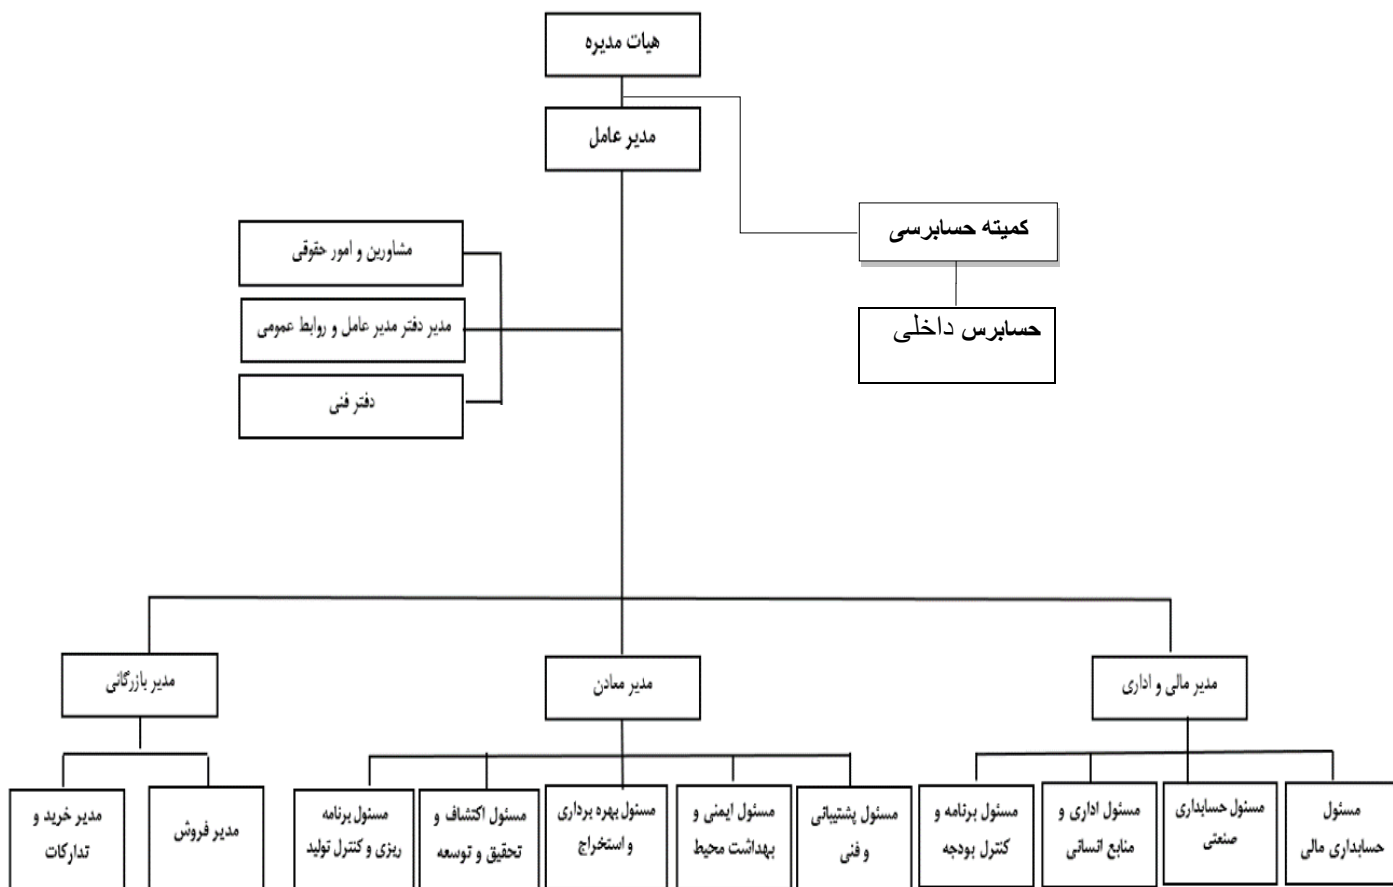 هیات مدیره
مدیر عامل
کمیته حسابرسی
حسابرس داخلی
مشاورین و امور حقوقی
مدیر دفتر مدیر عامل و روابط عمومی
دفتر فنی
مدیر مالی و اداری
مدیر معادن
مدیر بازرگانی
مسئول
حسابداری مالی
مسئول حسابداری
صنعتی
مسئول اداری و
منابع انسانی
مسئول برنامه و
کنترل بودجه
مسئول پشتیبانی
و فنی
مسئول ایمنی و
بهداشت محیط
مسئول بهره برداری
و استخراج
مسئول اکتشاف و
تحقیق و توسعه
مسئول برنامه
ریزی و کنترل تولید
مدیر فروش
مدیر خرید و
تدارکات